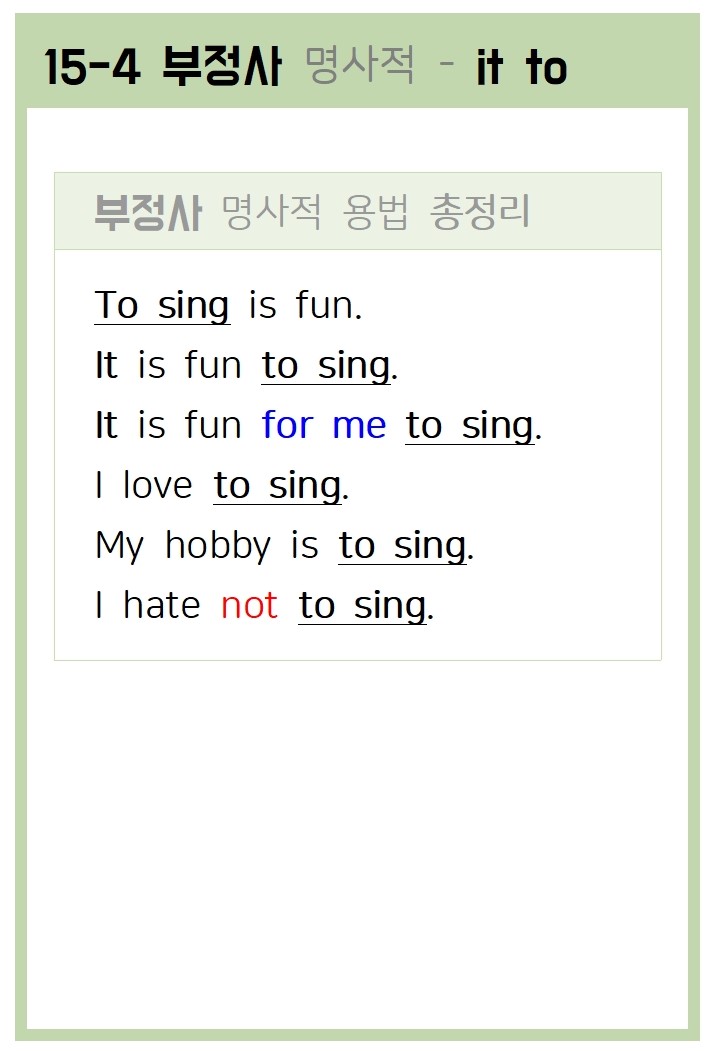 15-4 부정사 명사적 - it to
부정사 명사적 용법 총정리
To sing is fun.
It is fun to sing.
It is fun for me to sing.
I love to sing.
My hobby is to sing.
I hate not to sing.